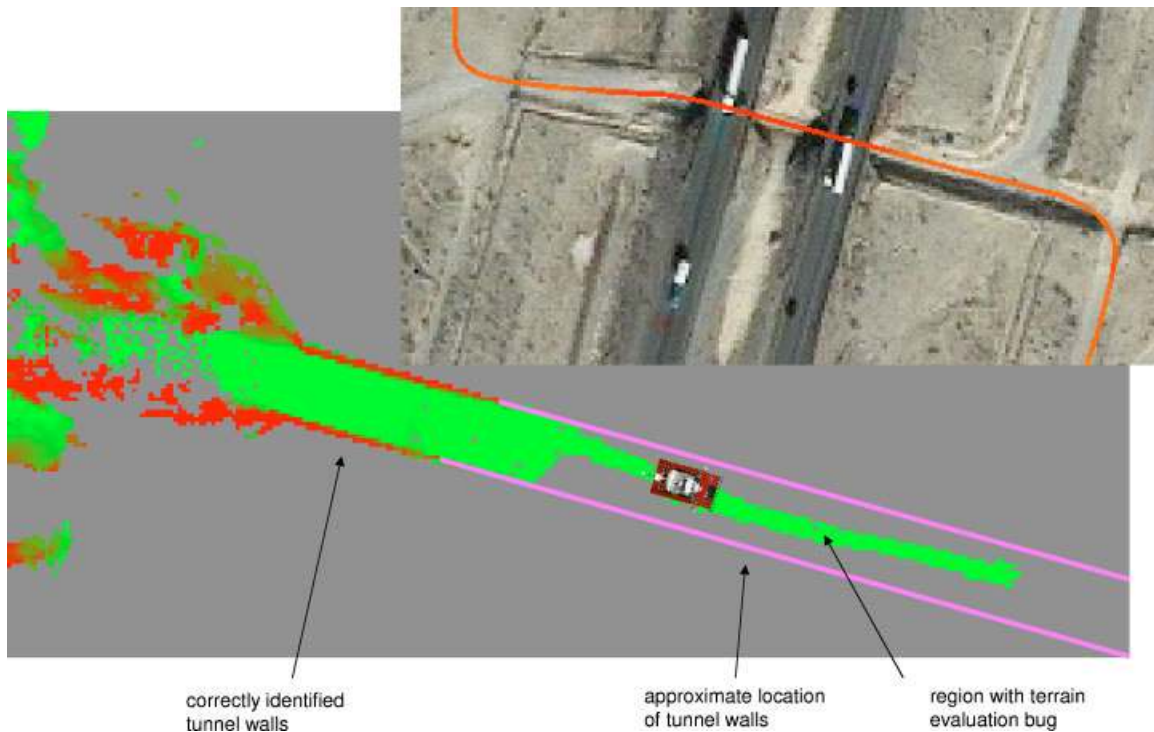 correctly identified
tunnel walls
approximate location
of tunnel walls
region with terrain
evaluation bug